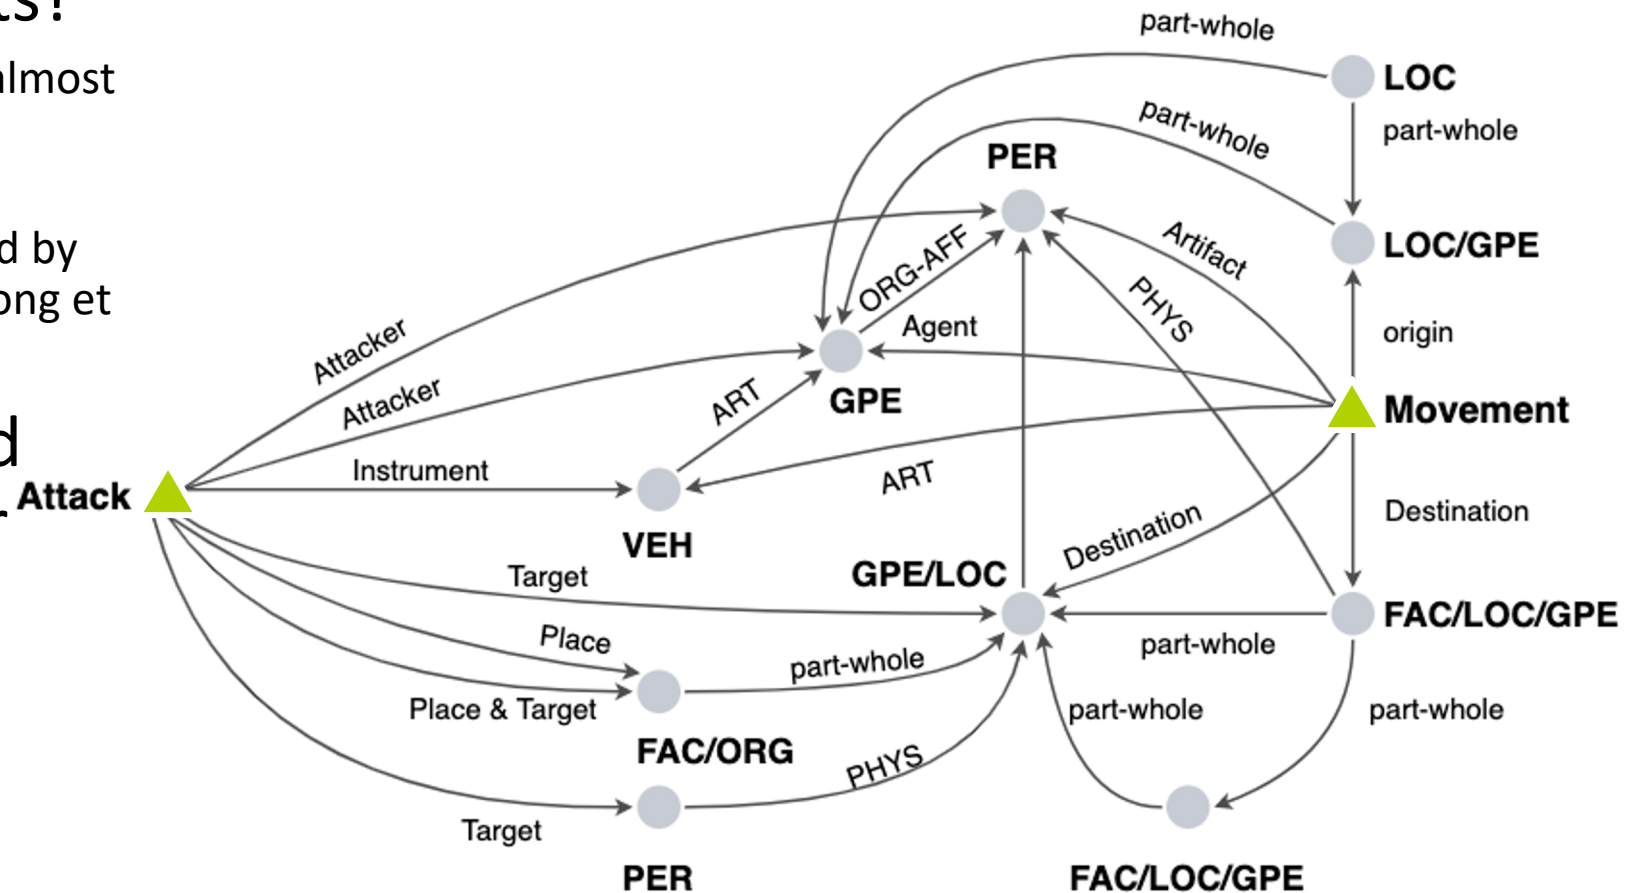 ts?
almost
d by
ong et
d
r
part-whole
LOC
part-whole
part-whole
PER
LOC/GPE
Artifact
ORG-AFF
PHYS
Agent
origin
Attacker
Attacker
ART
GPE
Movement
Instrument
ART
Attack
Destination
Destination
VEH
GPE/LOC
Target
FAC/LOC/GPE
Place
part-whole
part-whole
Place & Target
part-whole
part-whole
FAC/ORG
PHYS
Target
PER
FAC/LOC/GPE